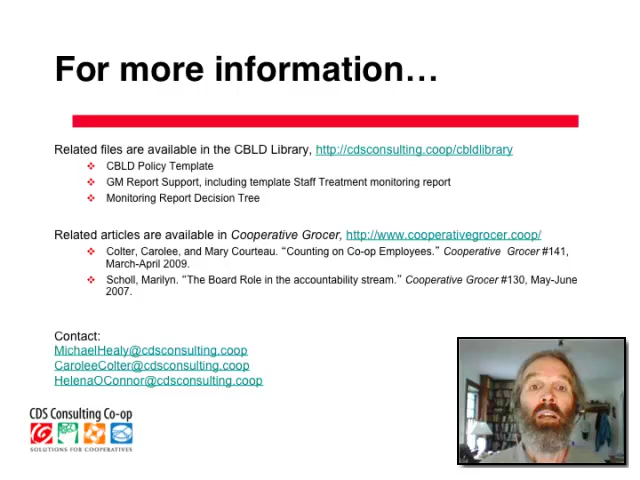 For more information…
Related files are available in the CBLD Library, http://cdsconsulting.coop/cbldlibrary
CBLD Policy Template
GM Report Support, including template Staff Treatment monitoring report
Monitoring Report Decision Tree
Related articles are available in Cooperative Grocer, http://www.cooperativegrocer.coop/
Colter, Carolee, and Mary Courteau. “Counting on Co-op Employees.” Cooperative Grocer #141,
March-April 2009.
Scholl, Marilyn. “The Board Role in the accountability stream.” Cooperative Grocer #130, May-June
2007.
Contact:
MichaelHealy@cdsconsulting.coop
CaroleeColter@cdsconsulting.coop
HelenaOConnor@cdsconsulting.coop
CDS Consulting Co-op
SOLUTIONS FOR COOPERATIVES